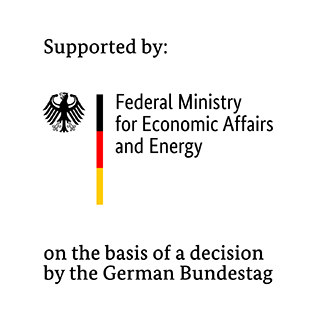 Supported by:
Federal Ministry
for Economic Affairs
and Energy
on the basis of a decision
by the German Bundestag